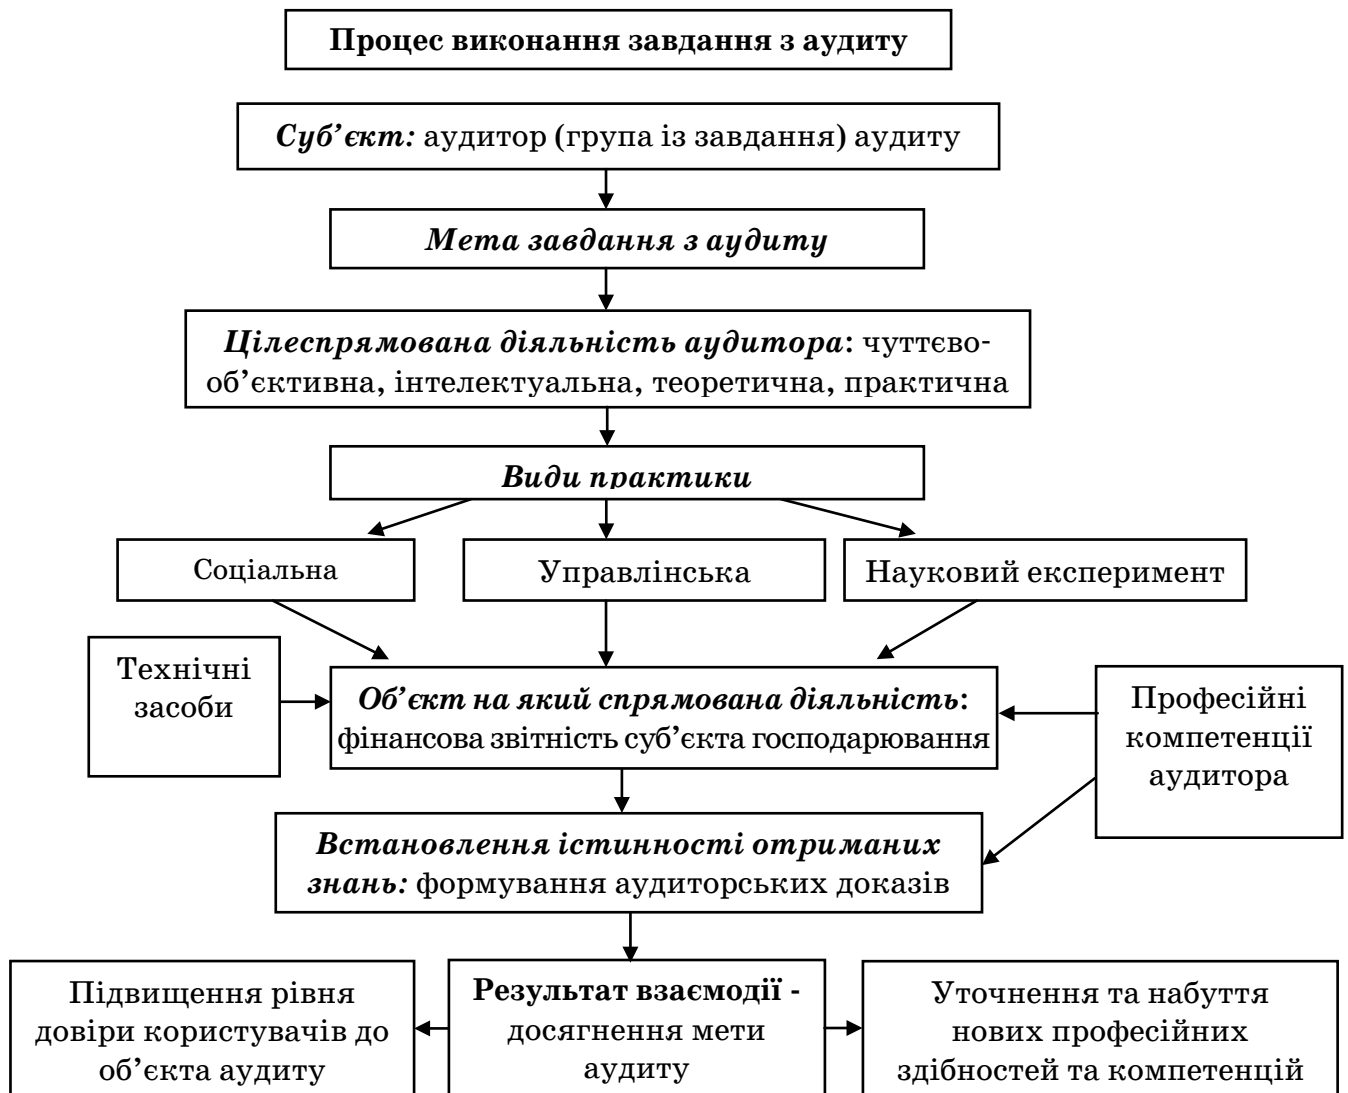 Процес виконання завдання з аудиту
Суб’єкт: аудитор (група із завдання) аудиту
Мета завдання з аудиту
Цілеспрямована діяльність аудитора: чуттєво-
об’єктивна, інтелектуальна, теоретична, практична
Види практики
Соціальна
Управлінська
Науковий експеримент
Технічні
засоби
Об’єкт на який спрямована діяльність:
фінансова звітність суб’єкта господарювання
Професійні
компетенції
аудитора
Встановлення істинності отриманих
знань: формування аудиторських доказів
Підвищення рівня
довіри користувачів до
об’єкта аудиту
Результат взаємодії -
досягнення мети
аудиту
Уточнення та набуття
нових професійних
здібностей та компетенцій